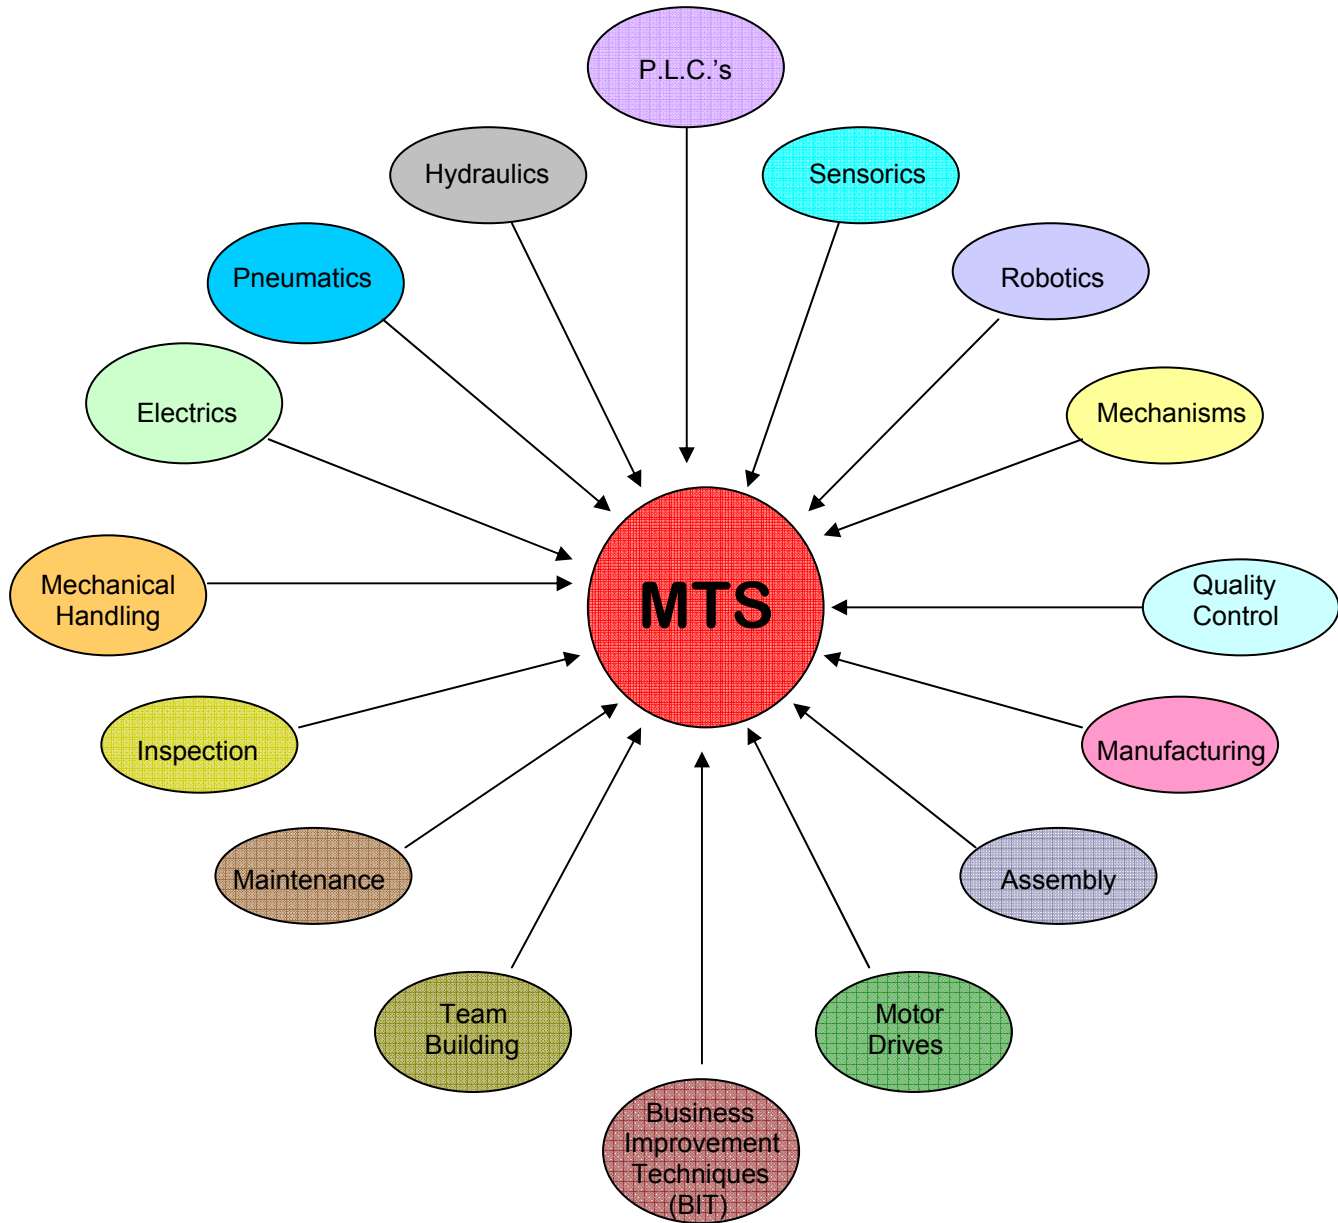 P.L.C.’s
Hydraulics
Sensorics
Pneumatics
Robotics
Electrics
Mechanisms
Mechanical
Handling
MTS
Quality
Control
Inspection
Manufacturing
Maintenance
Assembly
Team
Building
Motor
Drives
Business
Improvement
Techniques
(BIT)